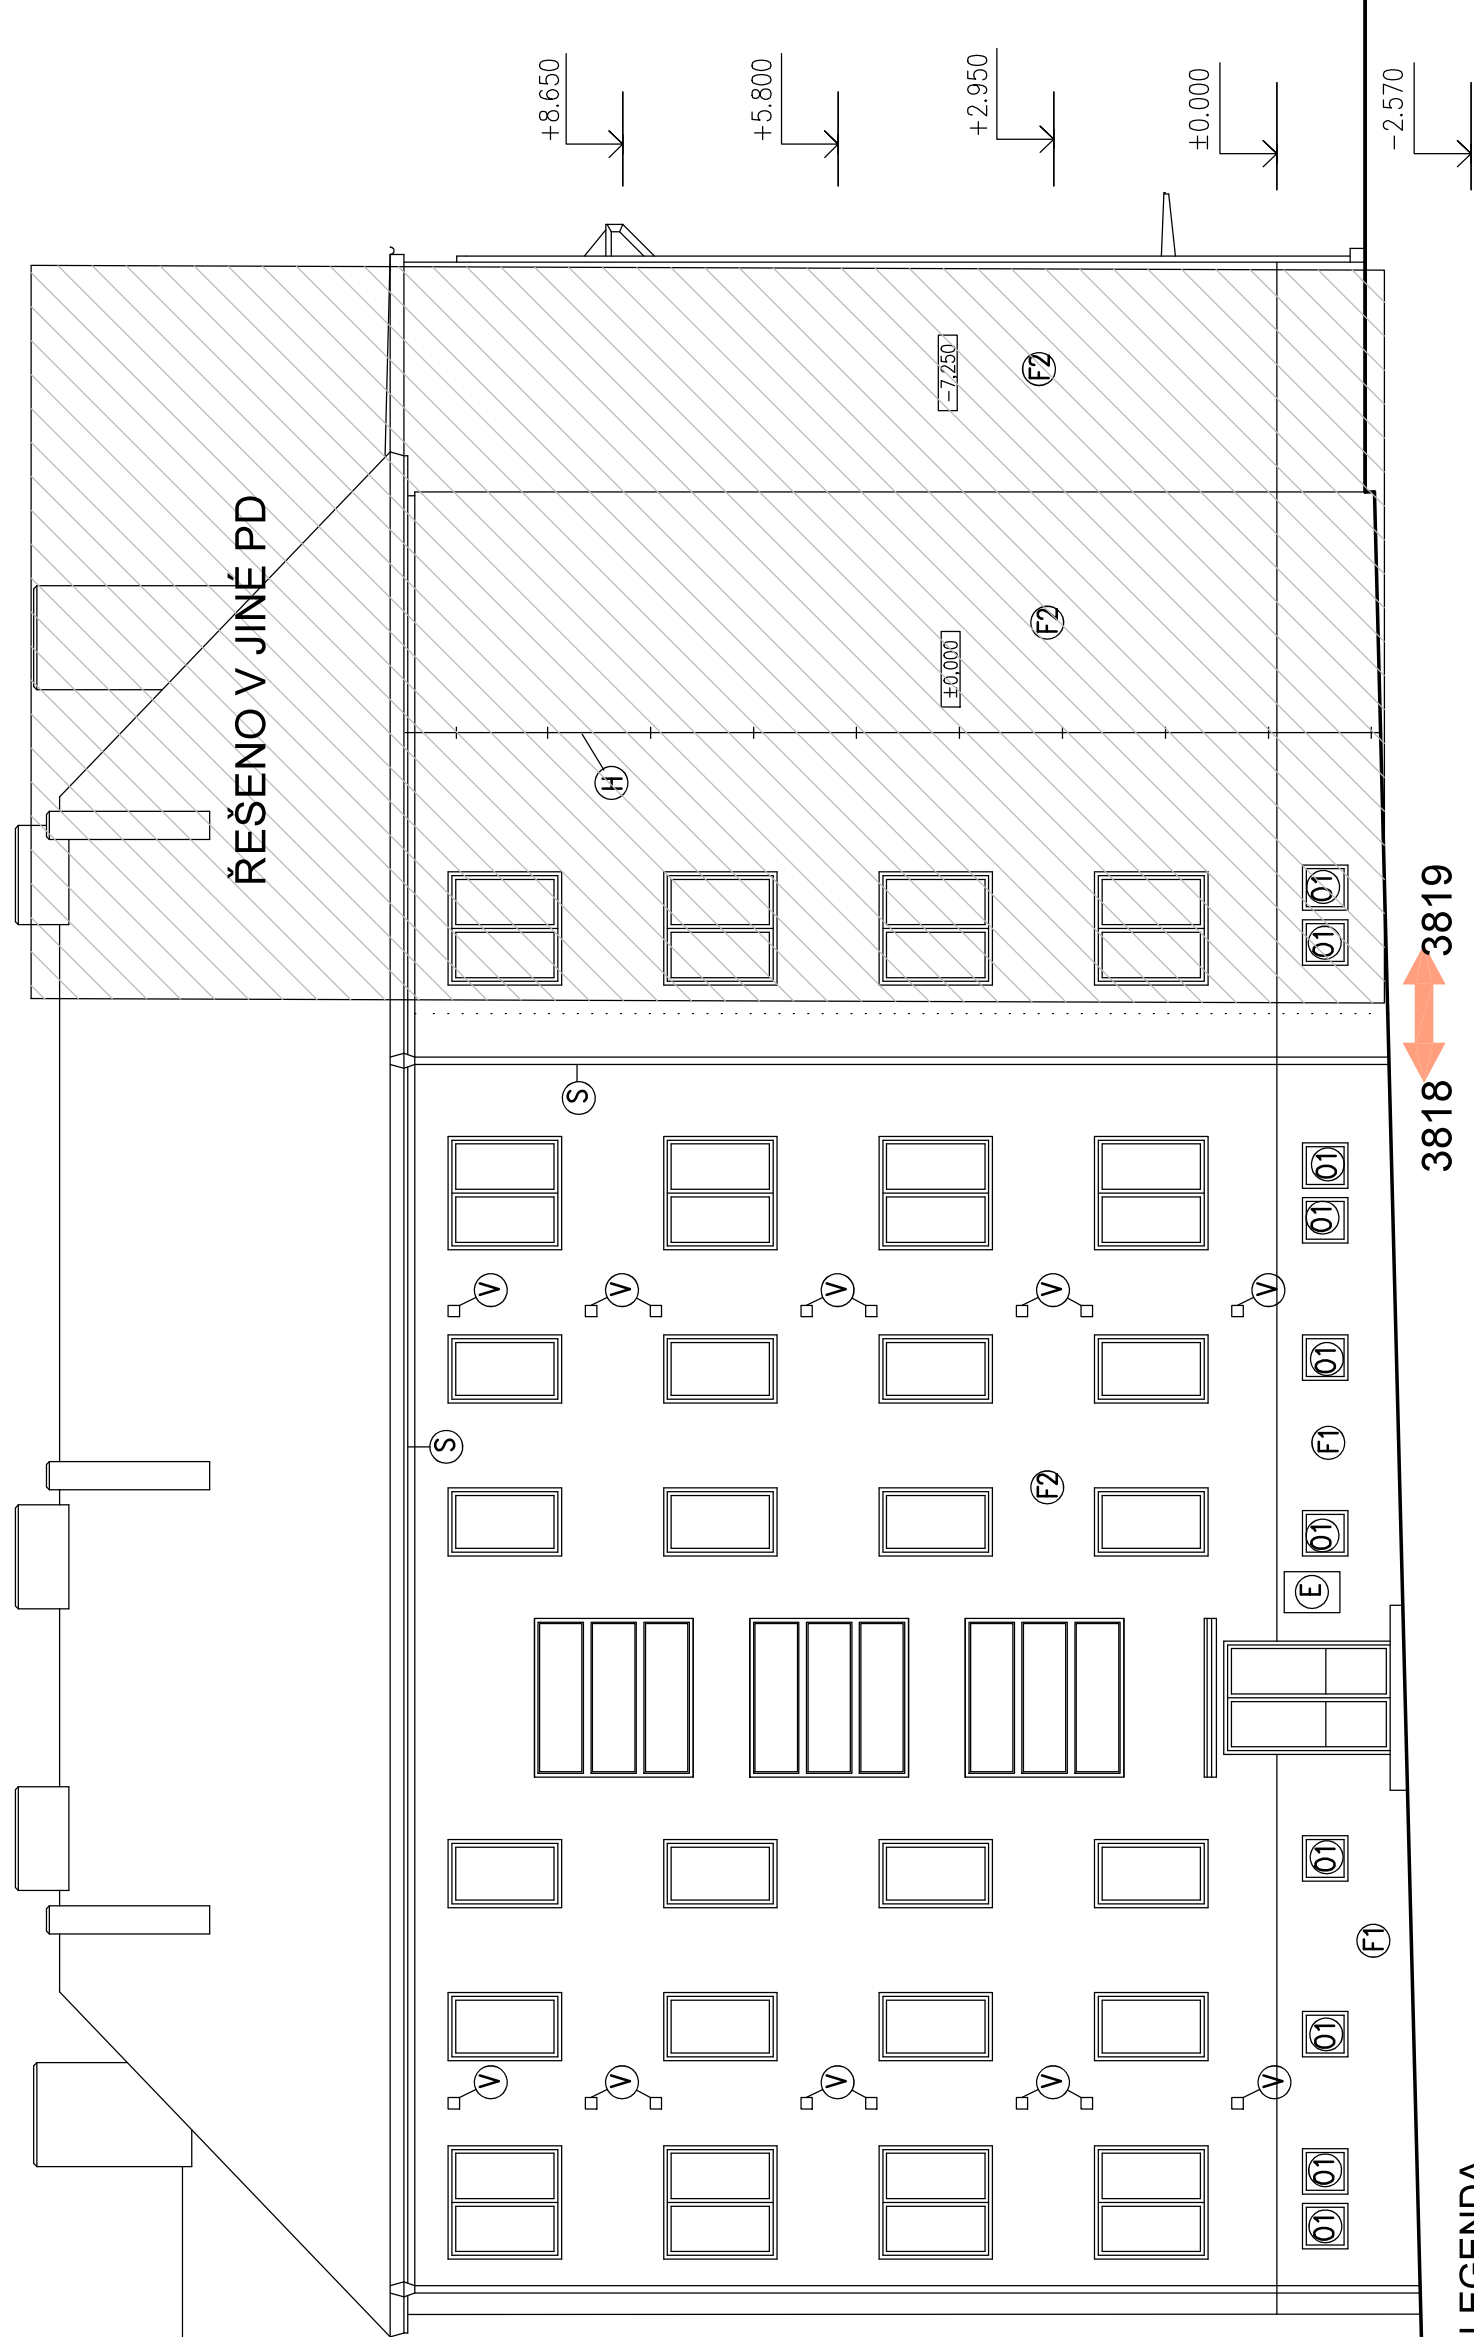 ŘEŠENO V JINÉ PD
S
V
V
+8.650
S
H
V
V
+5.800
V
V
-7,250
±0,000
+2.950
V
F2
V
F2
F2
±0.000
V
V
E
01
01
01
01
01
F1
01
01
01
01
01
F1
-2.570
3818
3819
LEGENDA